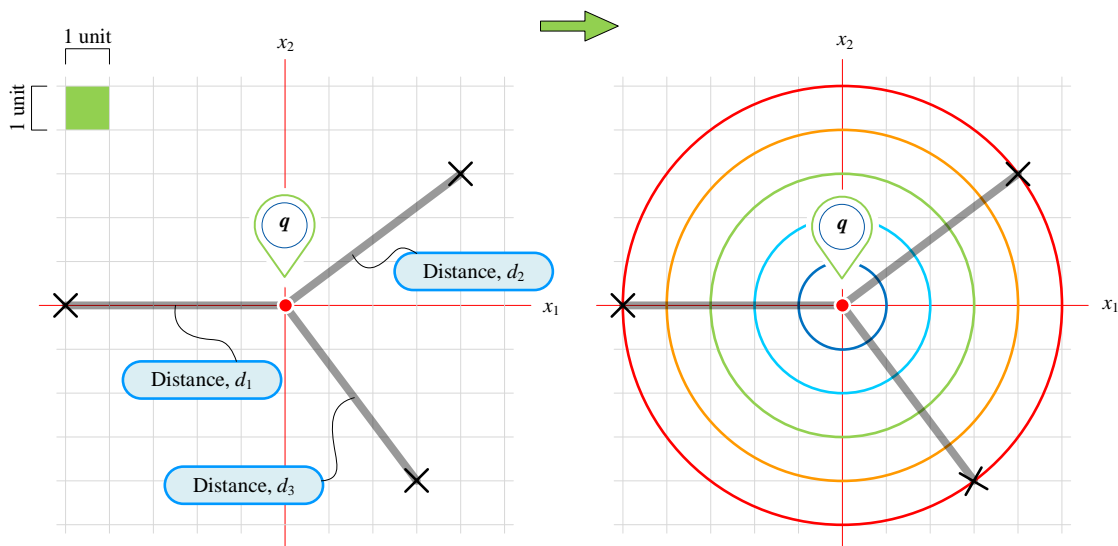 1 unit
1 unit
x₂
q
Distance, d₂
x₁
Distance, d₁
Distance, d₃
x₂
q
x₁